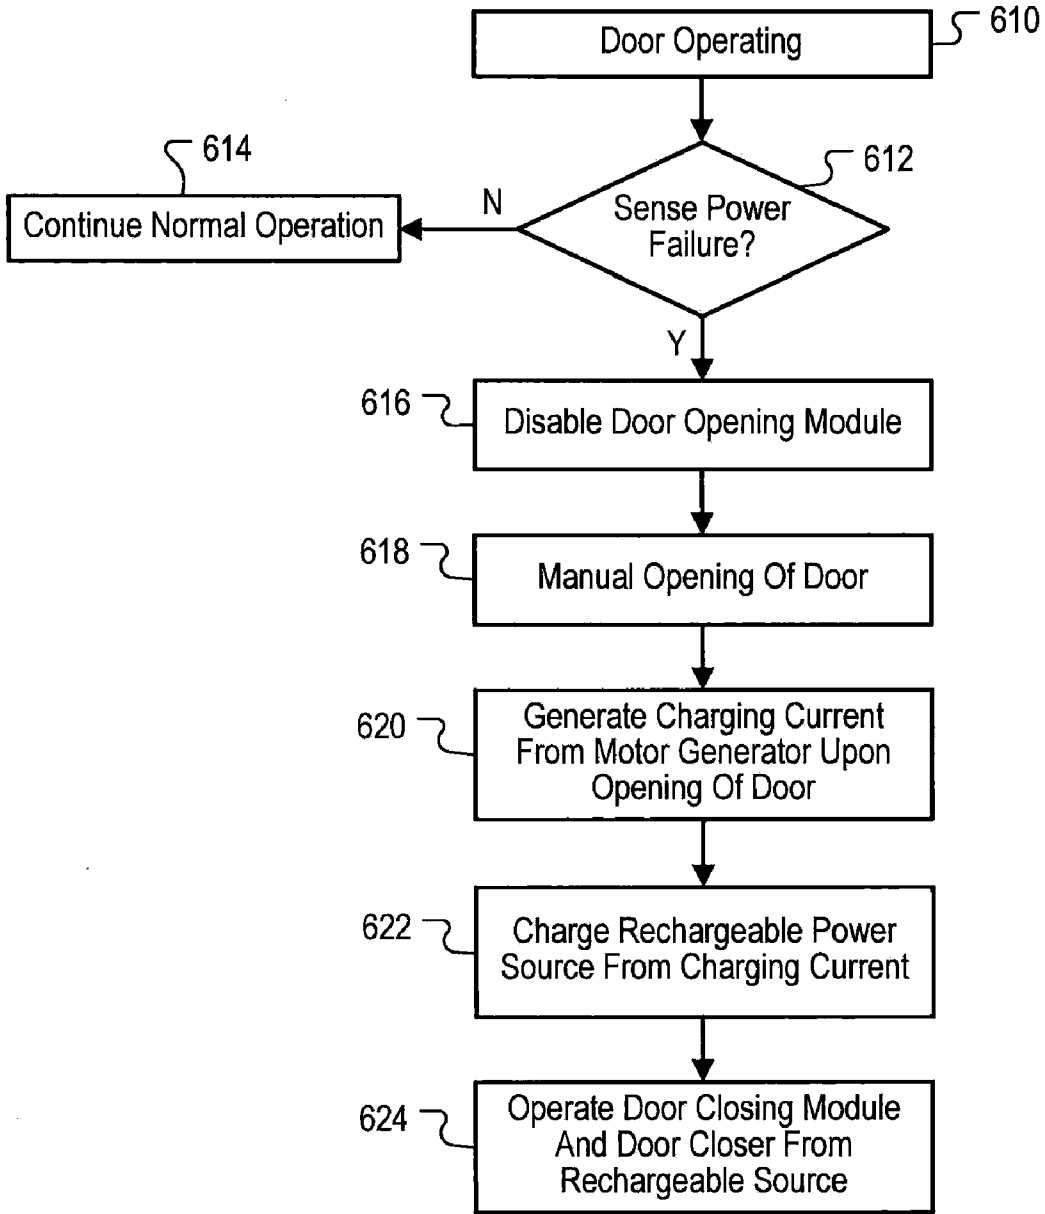 Door Operating
610
614
612
Continue Normal Operation
N
Sense Power
Failure?
Y
616
Disable Door Opening Module
618
Manual Opening Of Door
620
Generate Charging Current
From Motor Generator Upon
Opening Of Door
622
Charge Rechargeable Power
Source From Charging Current
624
Operate Door Closing Module
And Door Closer From
Rechargeable Source